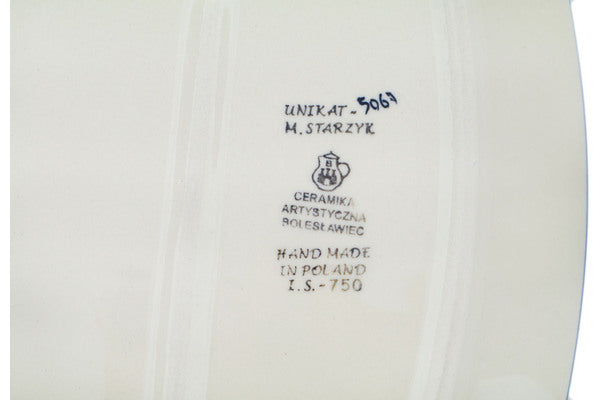 UNIKAT-5067
M. STARZYK
CERAMIKA
ARTYSTYCZNA
BOLESŁAWIEC
HAND MADE
IN POLAND
I.S.-750